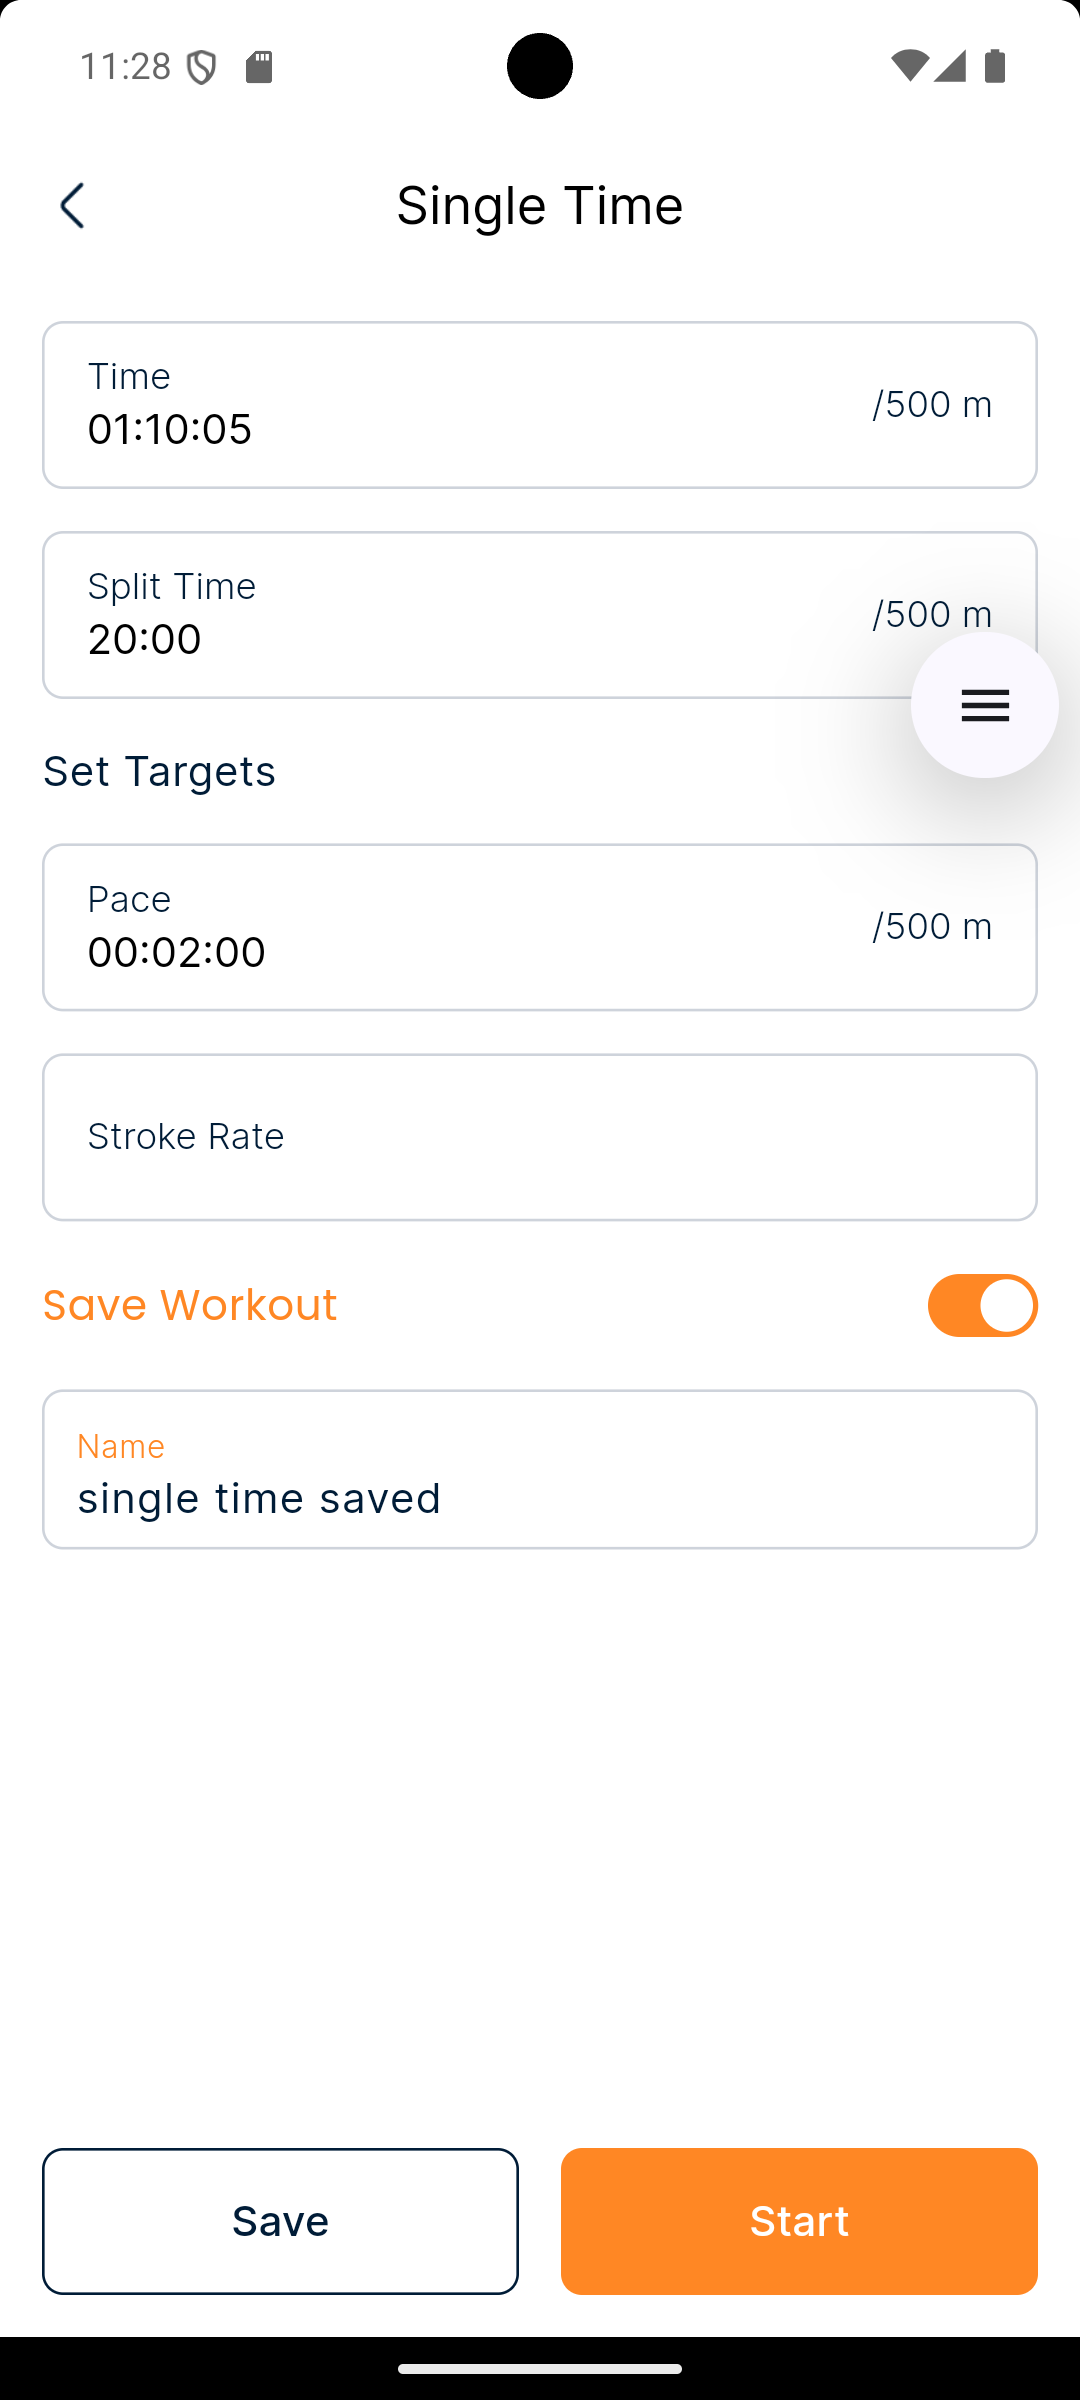 11:28
Single Time
Time
01:10:05
/500 m
Split Time
20:00
/500 m
Set Targets
Pace
00:02:00
/500 m
Stroke Rate
Save Workout
Name
single time saved
Save
Start